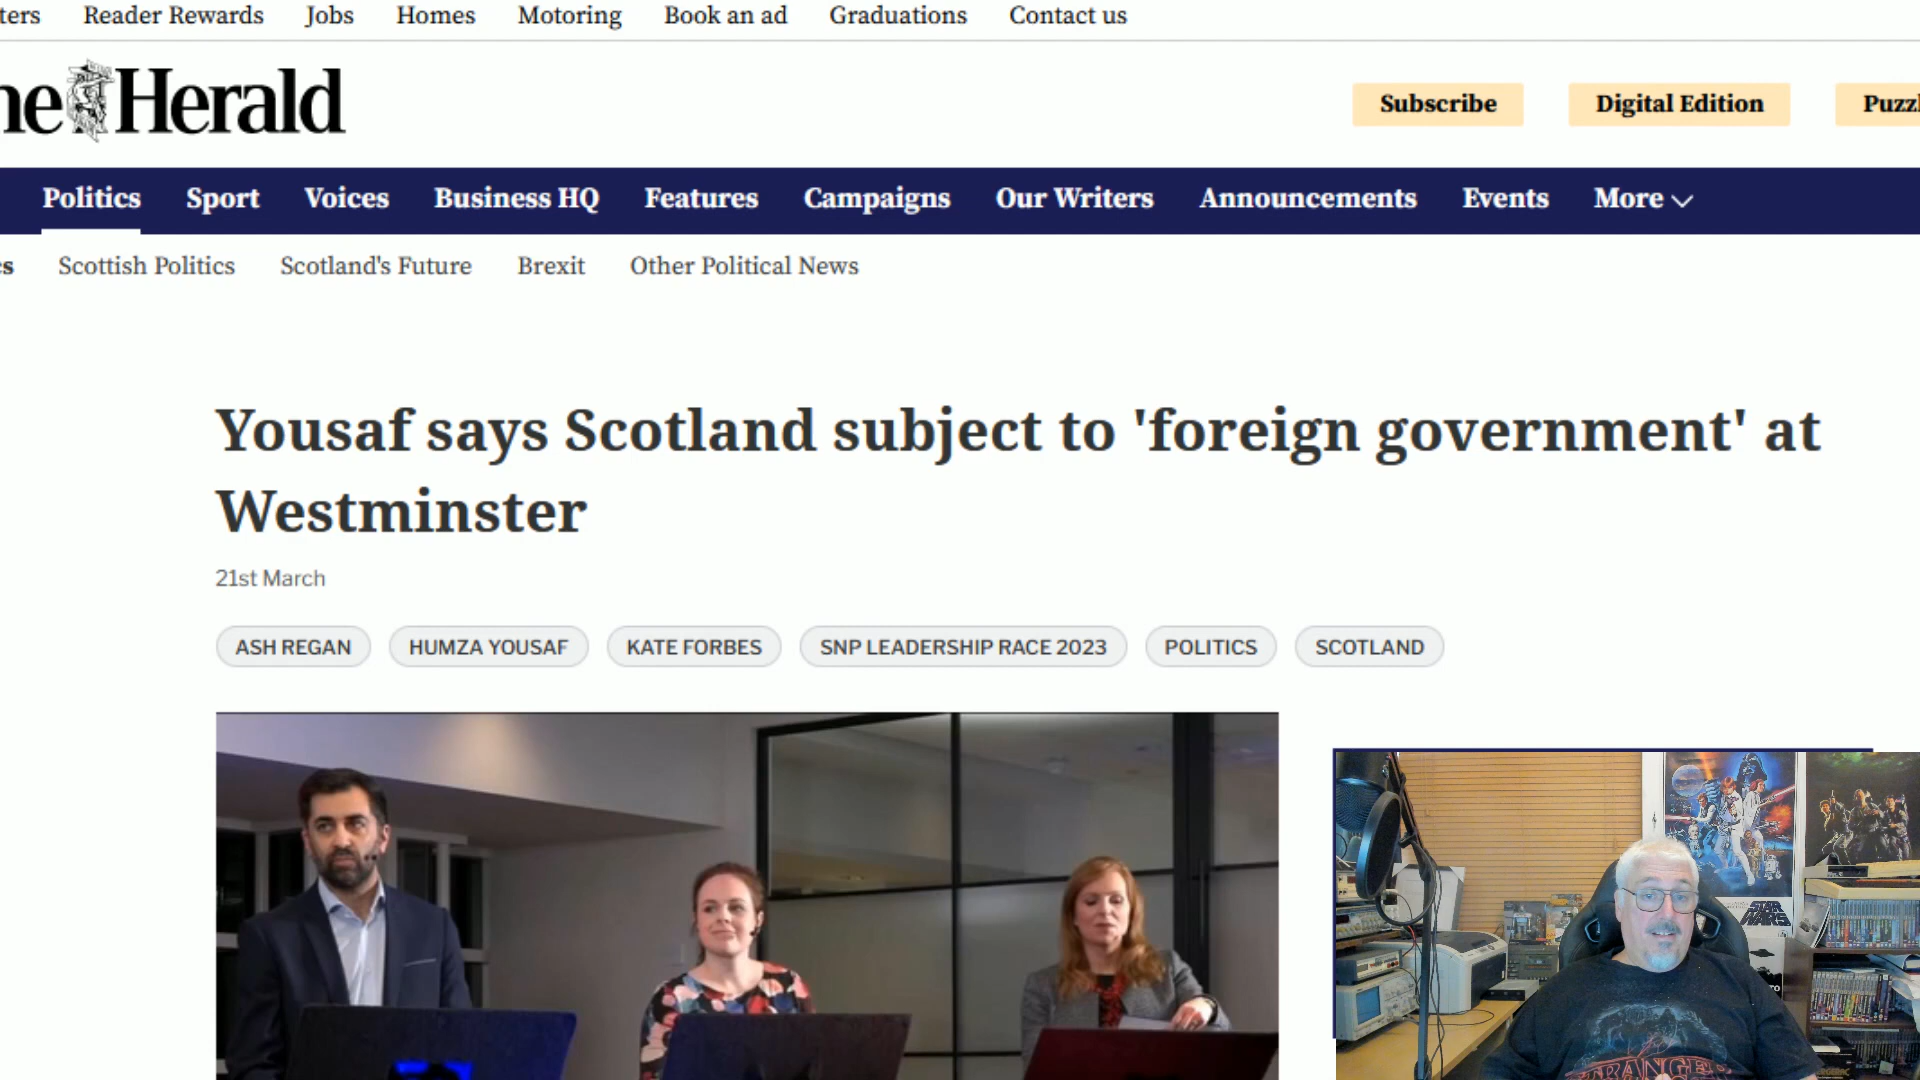 Reader Rewards Jobs Homes Motoring Book an ad Graduations Contact us
Herald
Subscribe Digital Edition
Politics Sport Voices Business HQ Features Campaigns Our Writers Announcements Events More
Scottish Politics Scotland's Future Brexit Other Political News
Yousaf says Scotland subject to 'foreign government' at
Westminster
21st March
ASH REGAN HUMZA YOUSAF KATE FORBES SNP LEADERSHIP RACE 2023 POLITICS SCOTLAND
STAR
WARS